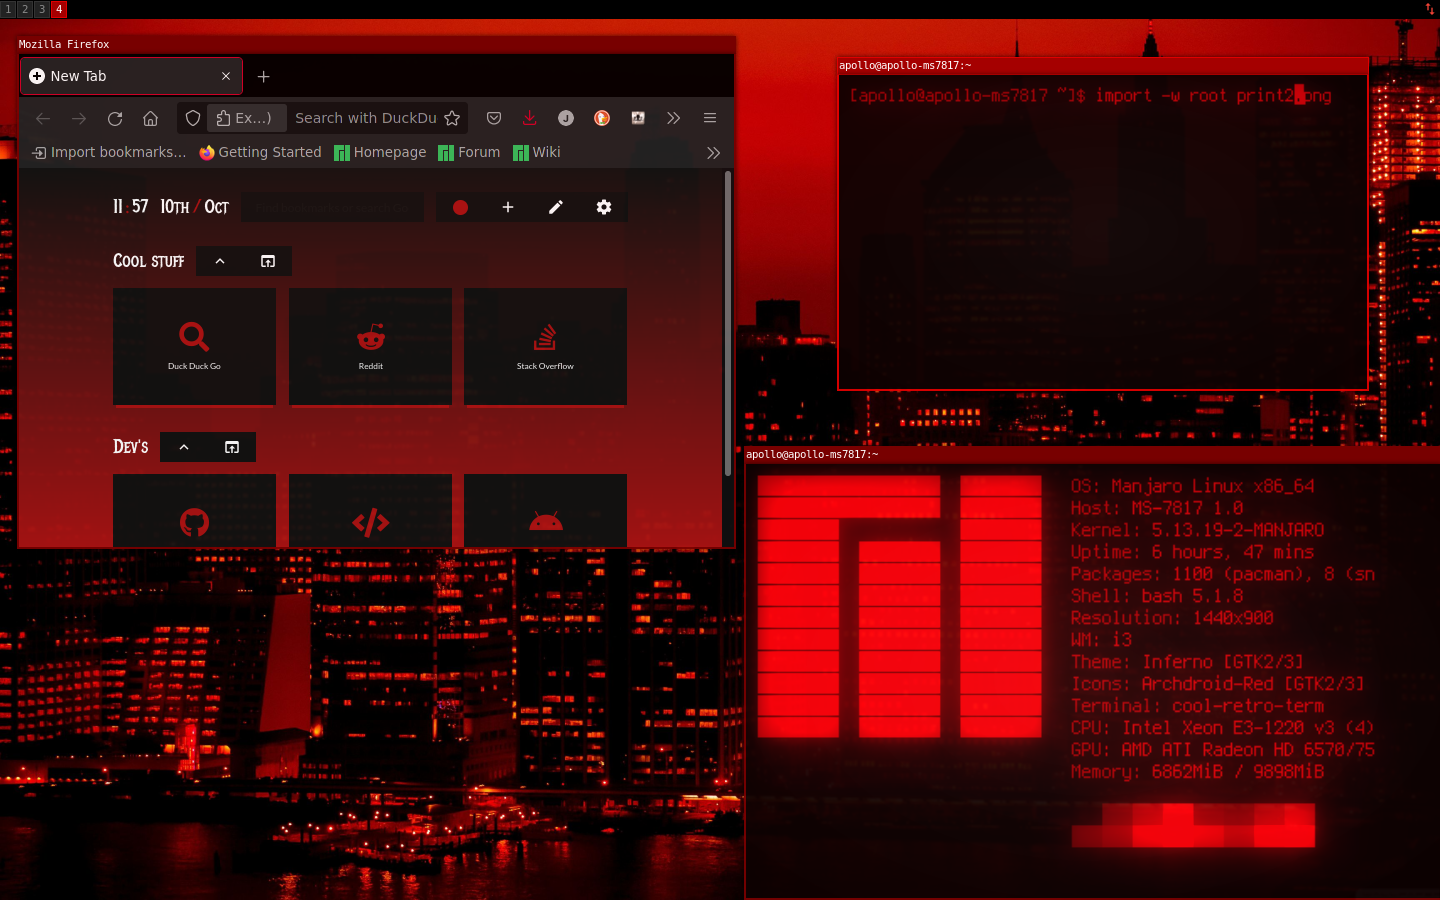 1 2 3 4
Mozilla Firefox
New Tab
Ex…) Search with DuckDu
J
Import bookmarks… Getting Started Homepage Forum Wiki
11:57 10th / Oct
Cool stuff
Duck Duck Go Reddit Stack Overflow
Dev's
apollo@apollo-ms7817:~
[apollo@apollo-ms7817 ~]$ import -w root print2.png
apollo@apollo-ms7817:~
OS: Manjaro Linux x86_64
Host: MS-7817 1.0
Kernel: 5.13.19-2-MANJARO
Uptime: 6 hours, 47 mins
Packages: 1100 (pacman), 8 (sn
Shell: bash 5.1.8
Resolution: 1440x900
WM: i3
Theme: Inferno [GTK2/3]
Icons: Archdroid-Red [GTK2/3]
Terminal: cool-retro-term
CPU: Intel Xeon E3-1220 v3 (4)
GPU: AMD ATI Radeon HD 6570/75
Memory: 6862MiB / 9898MiB